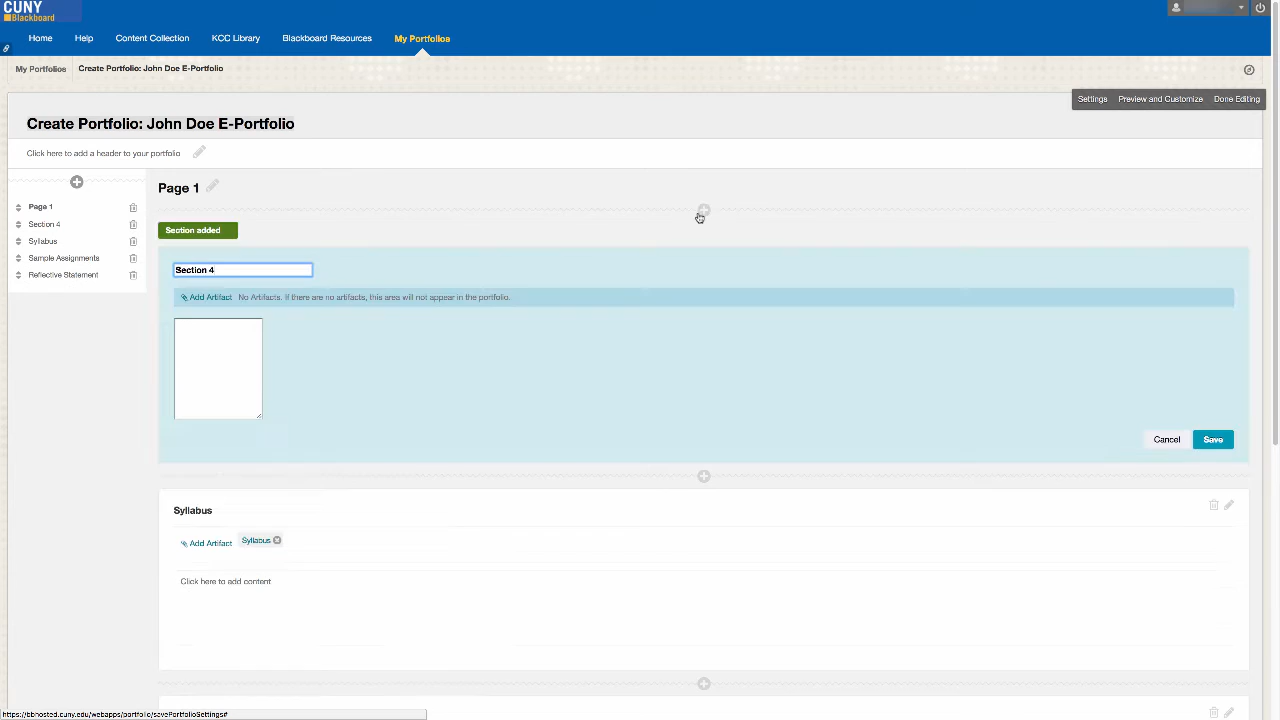 CUNY
Blackboard
Home
Help
Content Collection
KCC Library
Blackboard Resources
My Portfolios
My Portfolios
Create Portfolio: John Doe E-Portfolio
Settings
Preview and Customize
Done Editing
Create Portfolio: John Doe E-Portfolio
Click here to add a header to your portfolio
Page 1
Section 4
Syllabus
Sample Assignments
Reflective Statement
Page 1
Section added
Section 4
Add Artifact No Artifacts. If there are no artifacts, this area will not appear in the portfolio.
Cancel
Save
Syllabus
Add Artifact
Syllabus
Click here to add content
https://bbhosted.cuny.edu/webapps/portfolio/savePortfolioSettings#